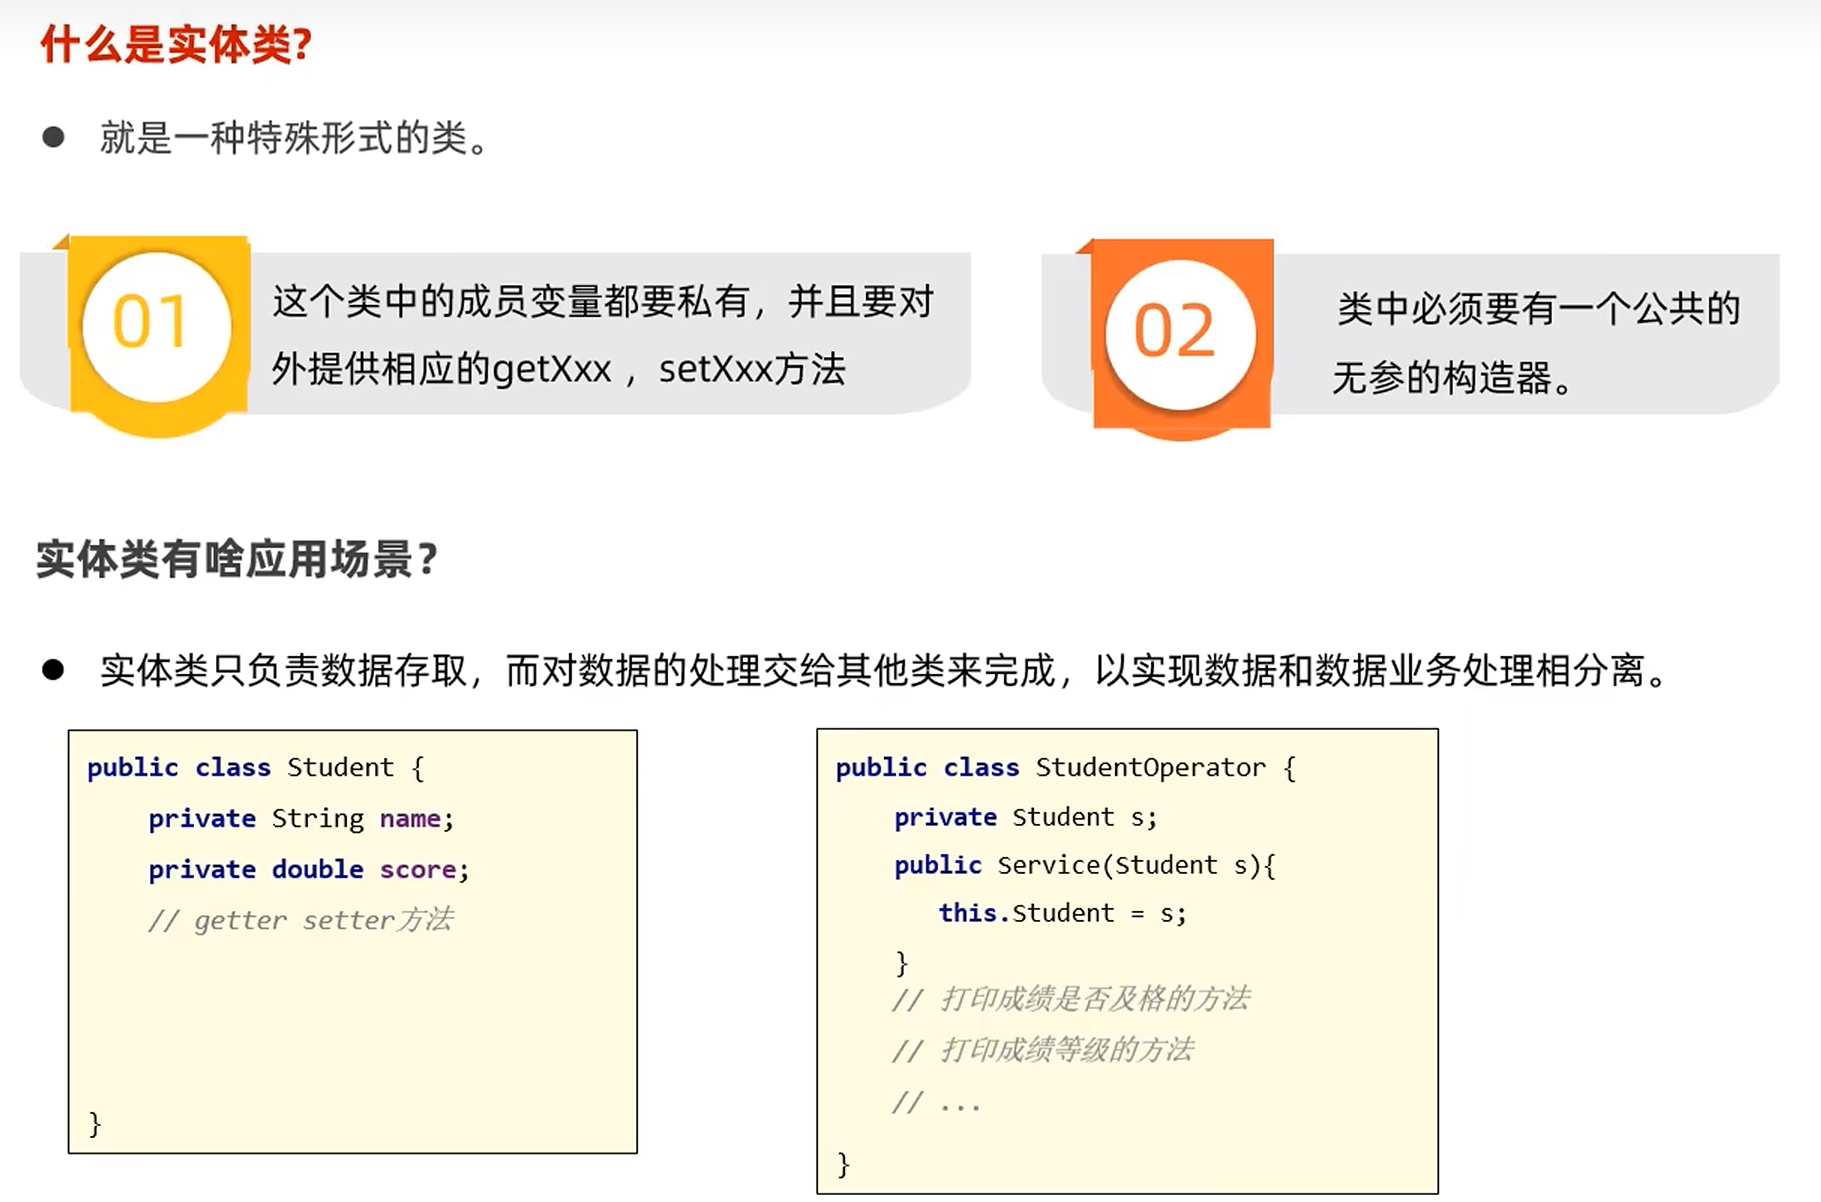 什么是实体类?
● 就是一种特殊形式的类。
01
这个类中的成员变量都要私有，并且要对
外提供相应的getXxx ，setXxx方法
02
类中必须要有一个公共的
无参的构造器。
实体类有啥应用场景？
● 实体类只负责数据存取，而对数据的处理交给其他类来完成，以实现数据和数据业务处理相分离。
public class Student {
    private String name;
    private double score;
    // getter setter方法
}
public class StudentOperator {
    private Student s;
    public Service(Student s){
       this.Student = s;
    }
    // 打印成绩是否及格的方法
    // 打印成绩等级的方法
    // ...
}